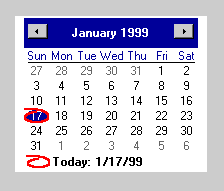 January 1999
Sun Mon Tue Wed Thu Fri Sat
27 28 29 30 31 1 2
3 4 5 6 7 8 9
10 11 12 13 14 15 16
17 18 19 20 21 22 23
24 25 26 27 28 29 30
31 1 2 3 4 5 6
Today: 1/17/99